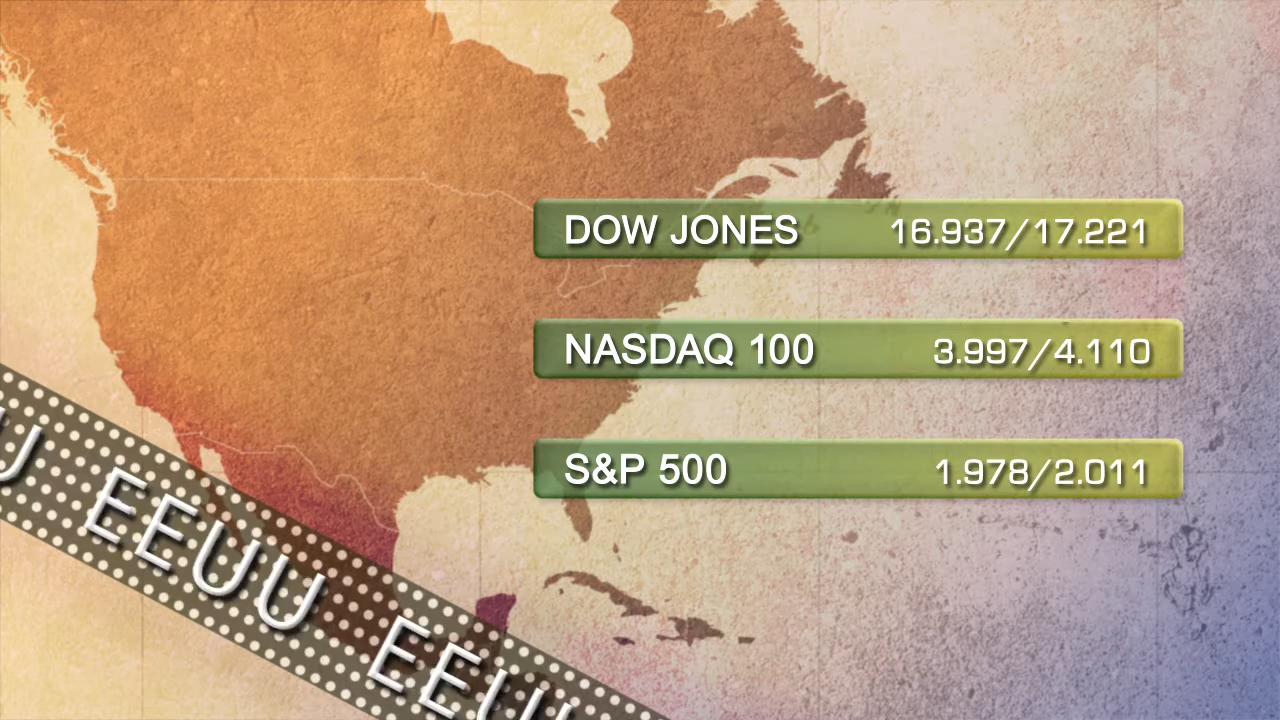 DOW JONES 16.937/17.221
NASDAQ 100 3.997/4.110
S&P 500 1.978/2.011
U EEUU EEUU